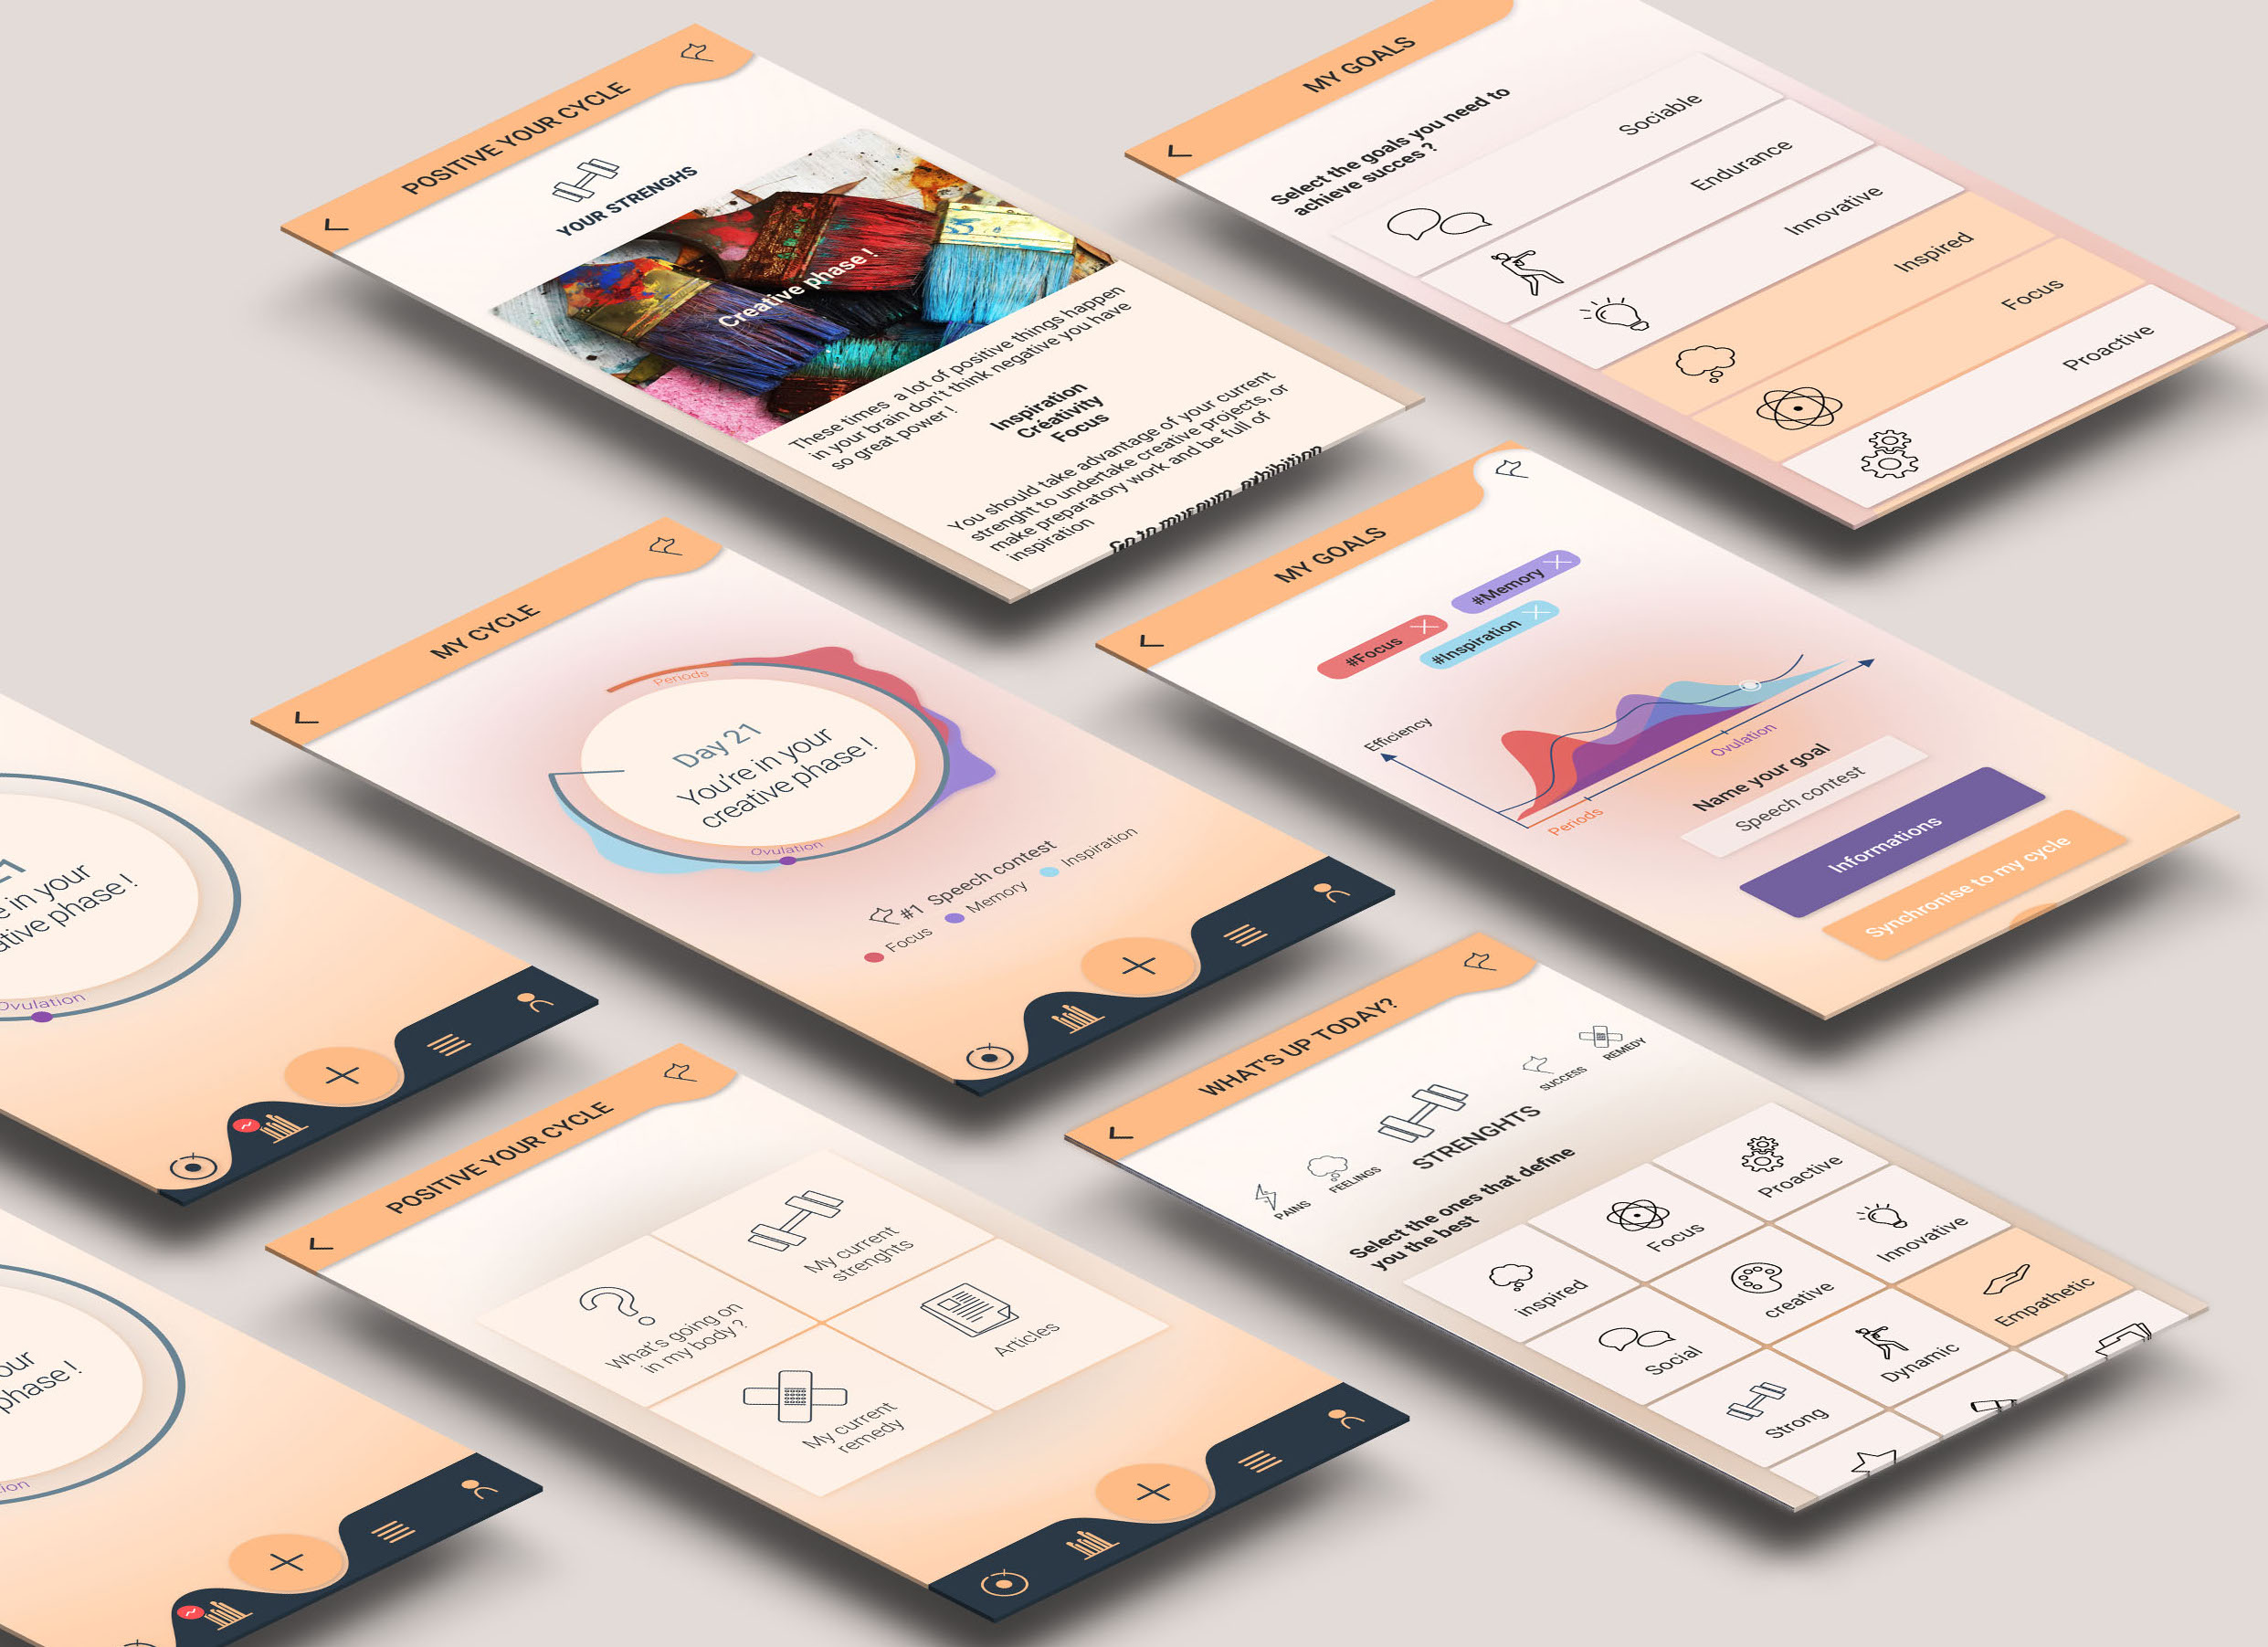 POSITIVE YOUR CYCLE
YOUR STRENGHS
Creative phase !
These times a lot of positive things happen
in your brain don't think negative you have
so great power !
Inspiration
Créativity
Focus
You should take advantage of your current
strenght to undertake creative projects, or
make preparatory work and be full of
inspiration
Go to museum, exhibition
MY GOALS
Select the goals you need to
achieve succes ?
Sociable
Endurance
Innovative
Inspired
Focus
Proactive
MY CYCLE
Periods
Day 21
You're in your
creative phase !
Ovulation
#1 Speech contest
Focus
Memory
Inspiration
MY GOALS
#Focus
#Memory
#Inspiration
Efficiency
Periods
Ovulation
Name your goal
Speech contest
Informations
Synchronise to my cycle
in your
phase !
Ovulation
POSITIVE YOUR CYCLE
What's going on
in my body ?
My current
strenghts
My current
remedy
Articles
WHAT'S UP TODAY?
PAINS
FEELINGS
STRENGHTS
SUCCESS
REMEDY
Select the ones that define
you the best
inspired
Focus
Proactive
Social
creative
Innovative
Strong
Dynamic
Empathetic
phase !